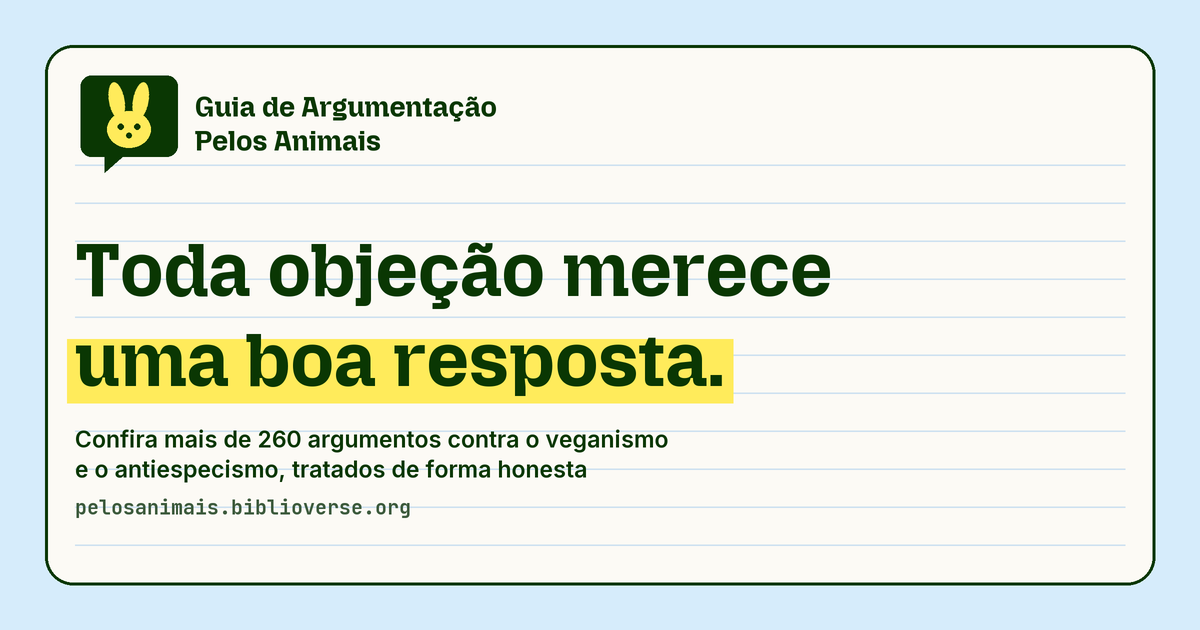 Guia de Argumentação
Pelos Animais
Toda objeção merece
uma boa resposta.
Confira mais de 260 argumentos contra o veganismo
e o antiespecismo, tratados de forma honesta
pelosanimais.biblioverse.org